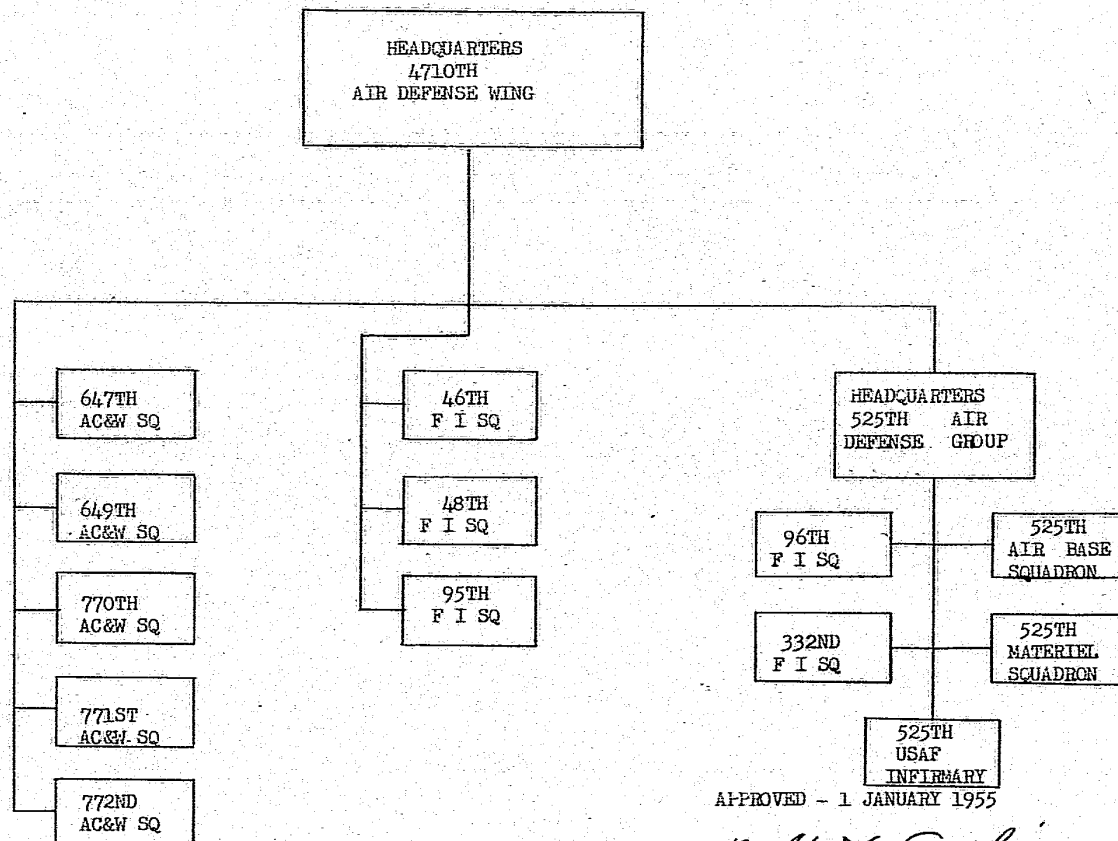 HEADQUARTERS
4710TH
AIR DEFENSE WING
647TH
AC&W SQ
649TH
AC&W SQ
770TH
AC&W SQ
771ST
AC&W SQ
772ND
AC&W SQ
46TH
F I SQ
48TH
F I SQ
95TH
F I SQ
HEADQUARTERS
525TH AIR
DEFENSE GROUP
96TH
F I SQ
525TH
AIR BASE
SQUADRON
332ND
F I SQ
525TH
MATERIEL
SQUADRON
525TH
USAF
INFIRMARY
APPROVED - 1 JANUARY 1955